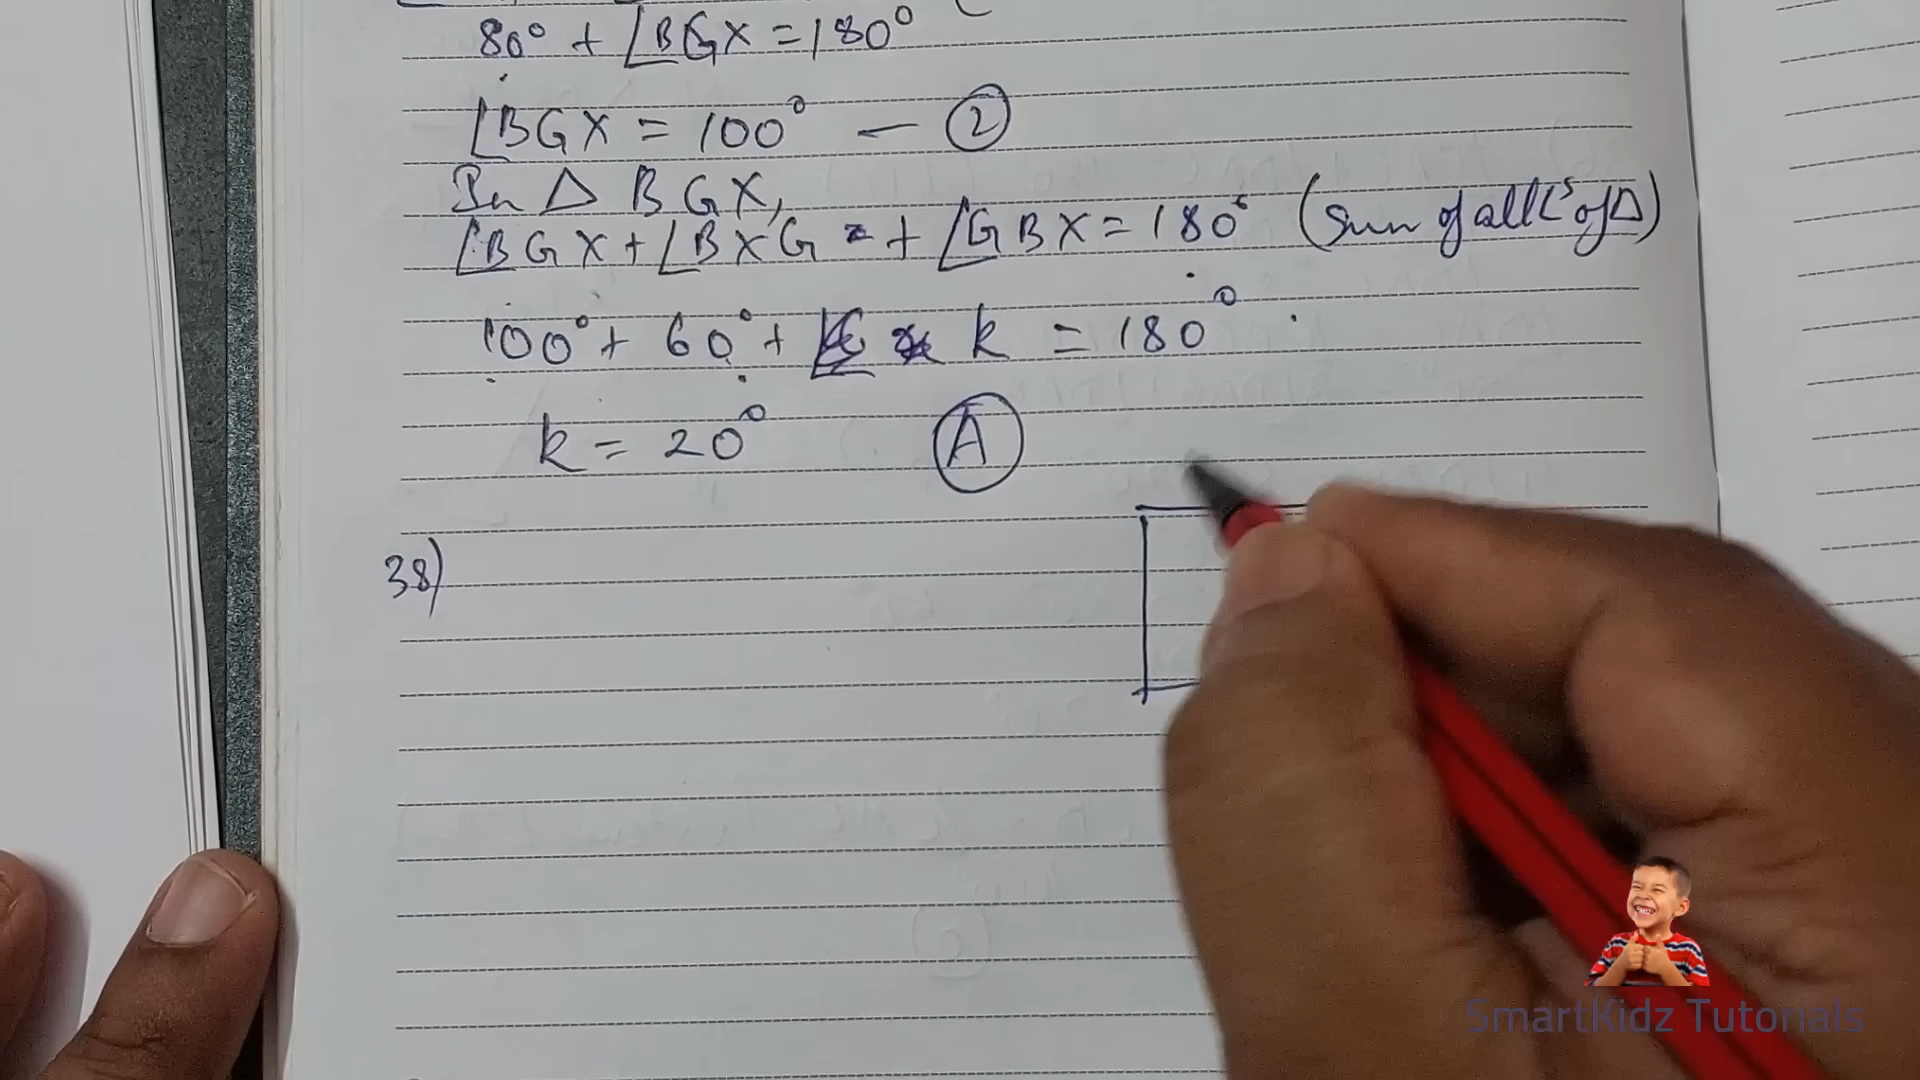 80° + ∠BGX = 180°
∠BGX = 100° — ②
In Δ BGX,
∠BGX + ∠BXG + ∠GBX = 180° (Sum of all ∠s of Δ)
100° + 60° + k = 180°
k = 20° Ⓐ
38)
SmartKidz Tutorials